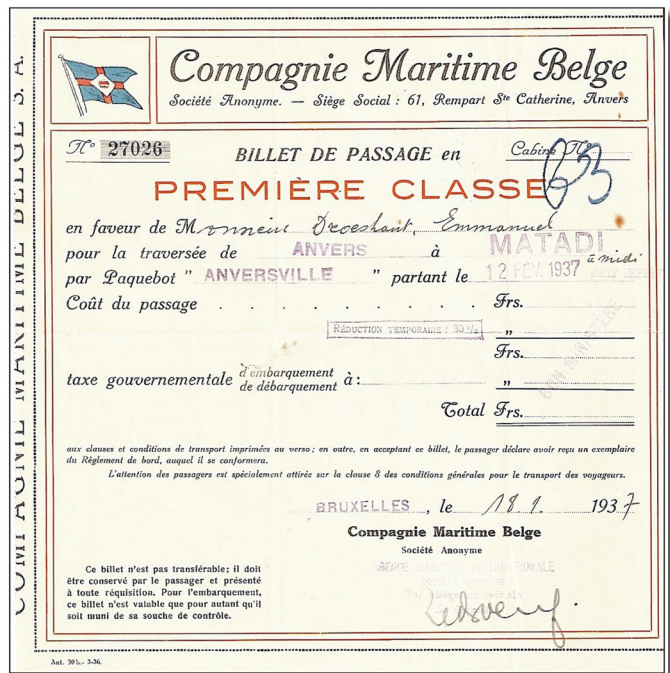 COMPAGNIE MARITIME BELGE S.A.
Compagnie Maritime Belge
Société Anonyme. — Siège Social : 61, Rempart Ste Catherine, Anvers
No 27026
BILLET DE PASSAGE en
Cabine No 633
PREMIÈRE CLASSE
en faveur de Monsieur Droeshout, Emmanuel
pour la traversée de ANVERS à MATADI
par Paquebot " ANVERSVILLE " partant le 12 FEV. 1937 à midi
Coût du passage . . . . . . . . . Frs.
RÉDUCTION TEMPORAIRE : 30 % "
Frs.
taxe gouvernementale d'embarquement de débarquement à : "
Total Frs.
BON MINISTÈRE
aux clauses et conditions de transport imprimées au verso ; en outre, en acceptant ce billet, le passager déclare avoir reçu un exemplaire
du Règlement de bord, auquel il se conformera.
L'attention des passagers est spécialement attirée sur la clause 8 des conditions générales pour le transport des voyageurs.
BRUXELLES , le 18.1. 1937
Compagnie Maritime Belge
Société Anonyme
AGENCE MARITIME INTERNATIONALE
SOCIÉTÉ ANONYME
Ce billet n'est pas transférable; il doit
être conservé par le passager et présenté
à toute réquisition. Pour l'embarquement,
ce billet n'est valable que pour autant qu'il
soit muni de sa souche de contrôle.
Ant. 30b.- 3-36.